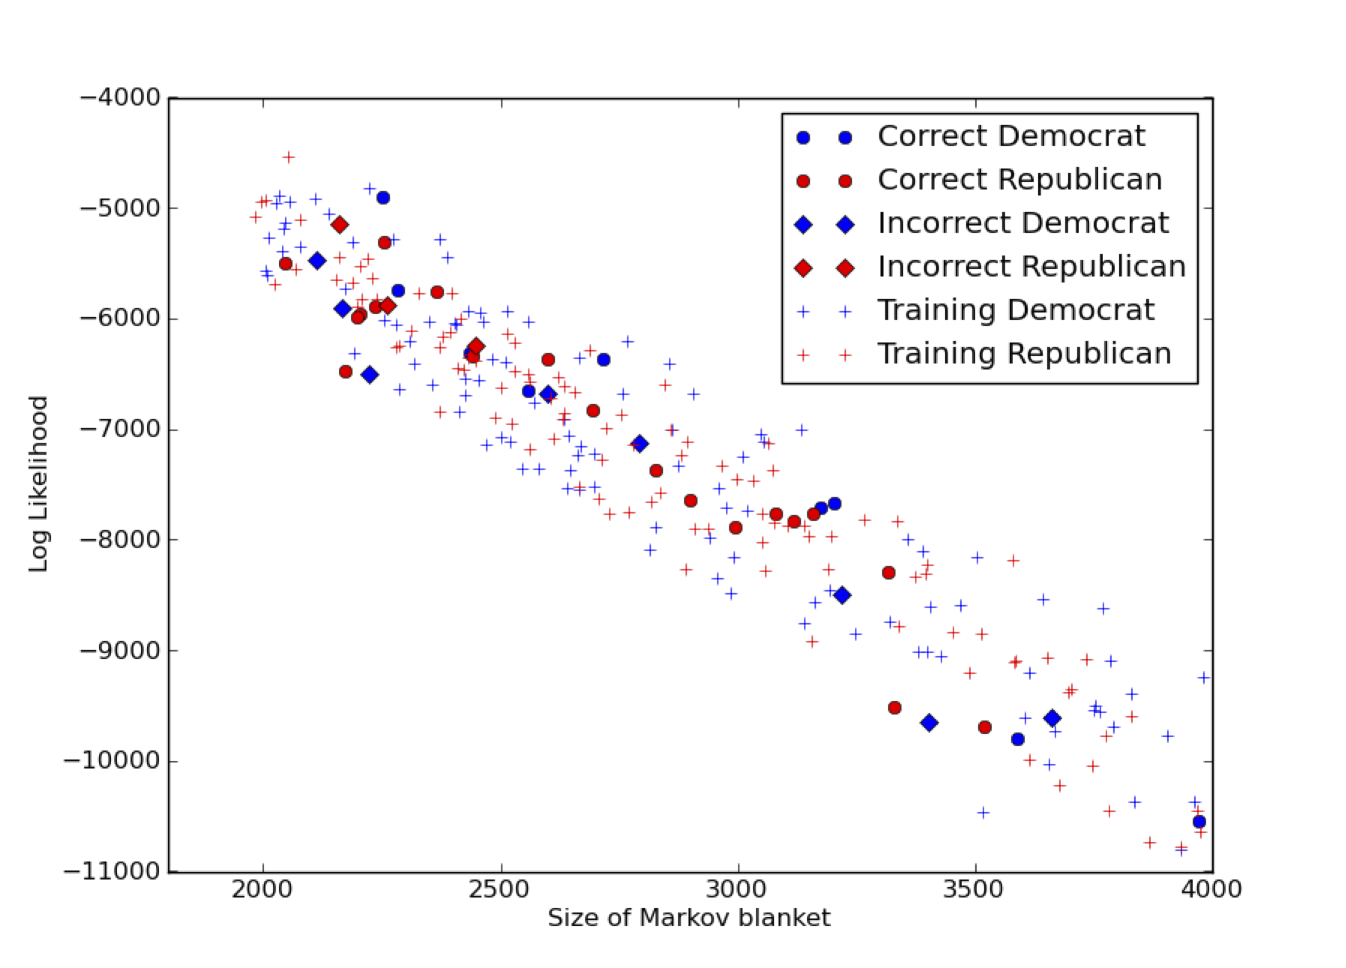 −4000
−5000
−6000
−7000
−8000
−9000
−10000
−11000
2000
2500
3000
3500
4000
Size of Markov blanket
Log Likelihood
Correct Democrat
Correct Republican
Incorrect Democrat
Incorrect Republican
Training Democrat
Training Republican